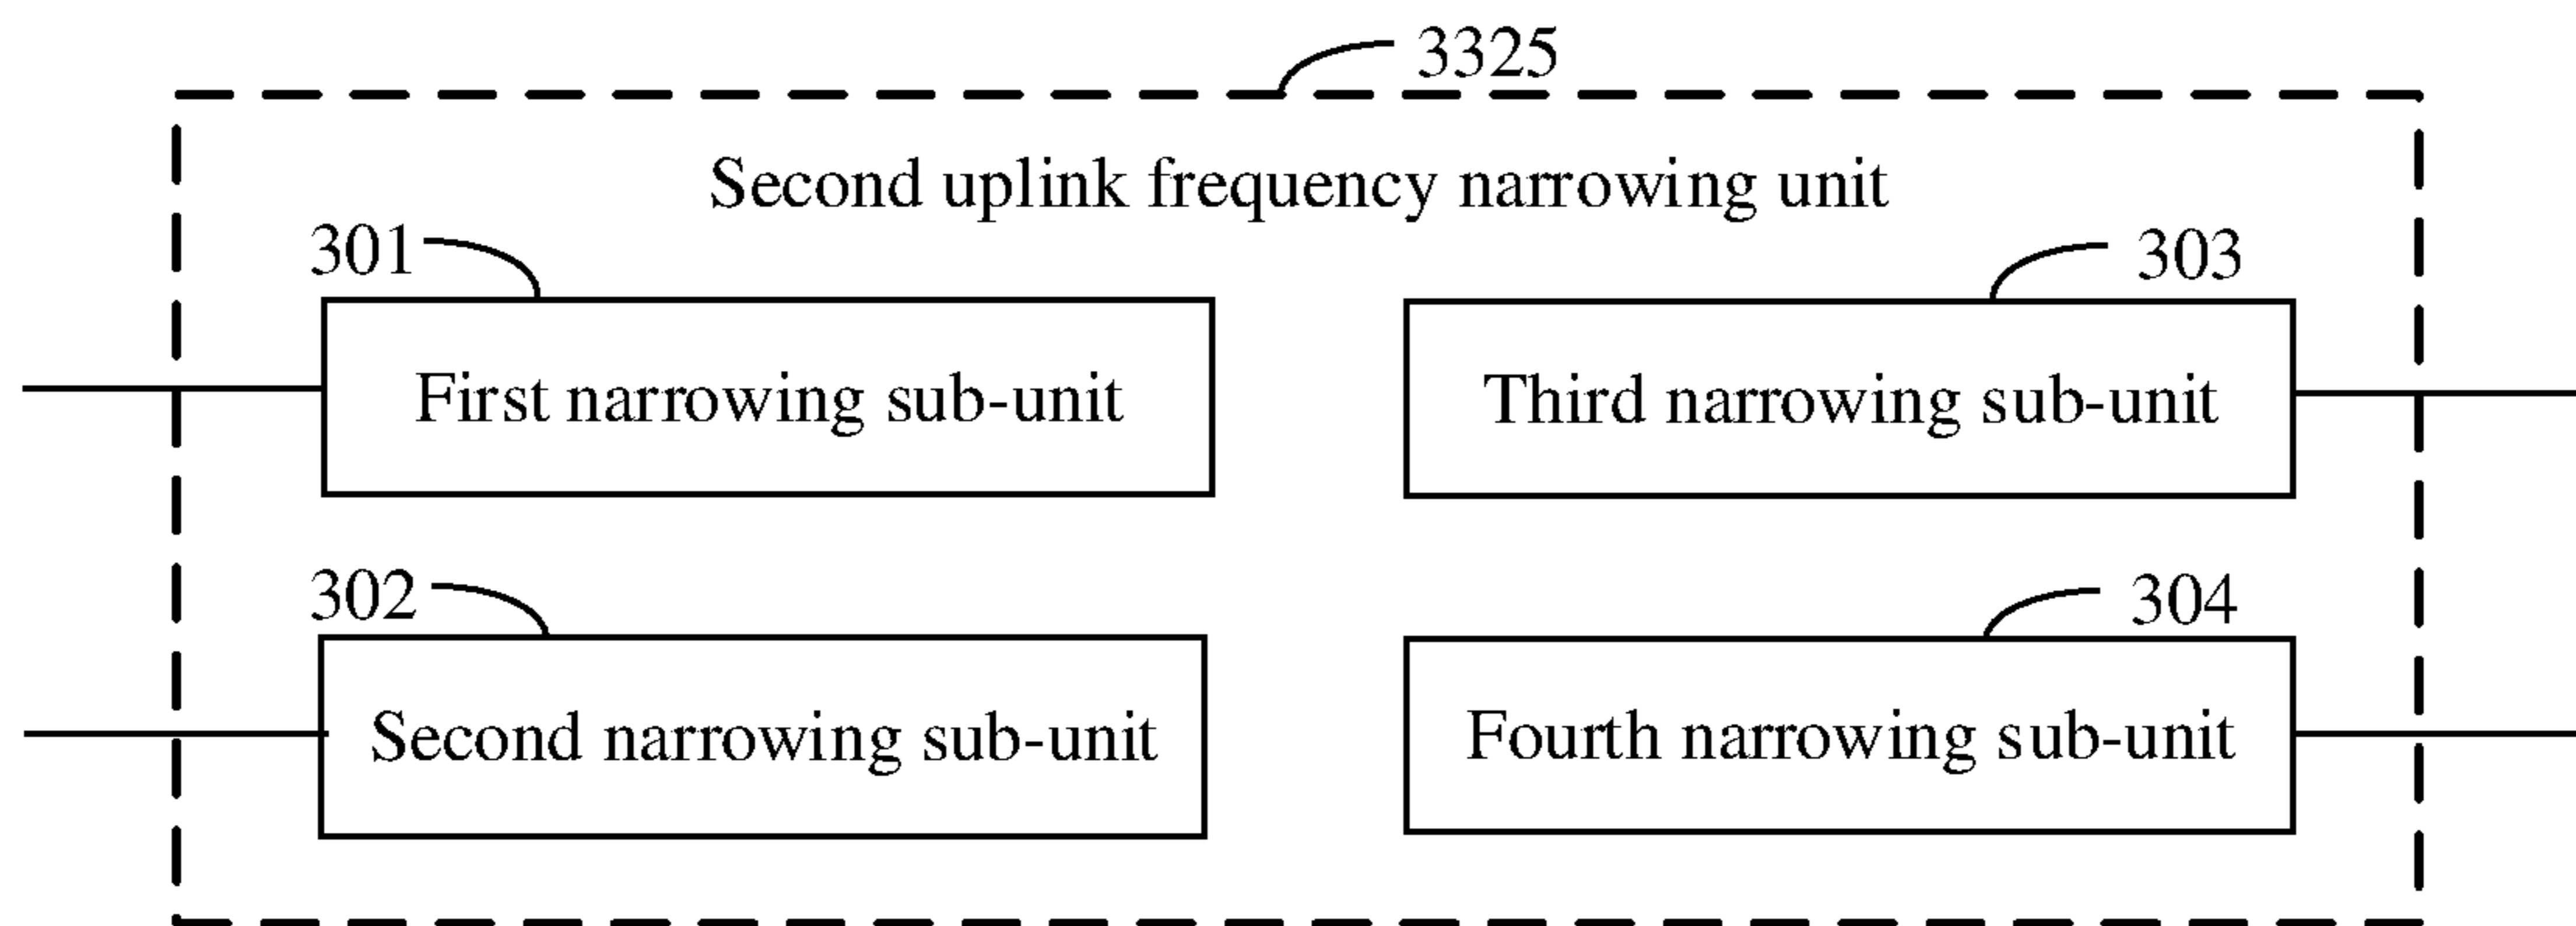 3325
Second uplink frequency narrowing unit
301
303
First narrowing sub-unit
Third narrowing sub-unit
302
304
Second narrowing sub-unit
Fourth narrowing sub-unit